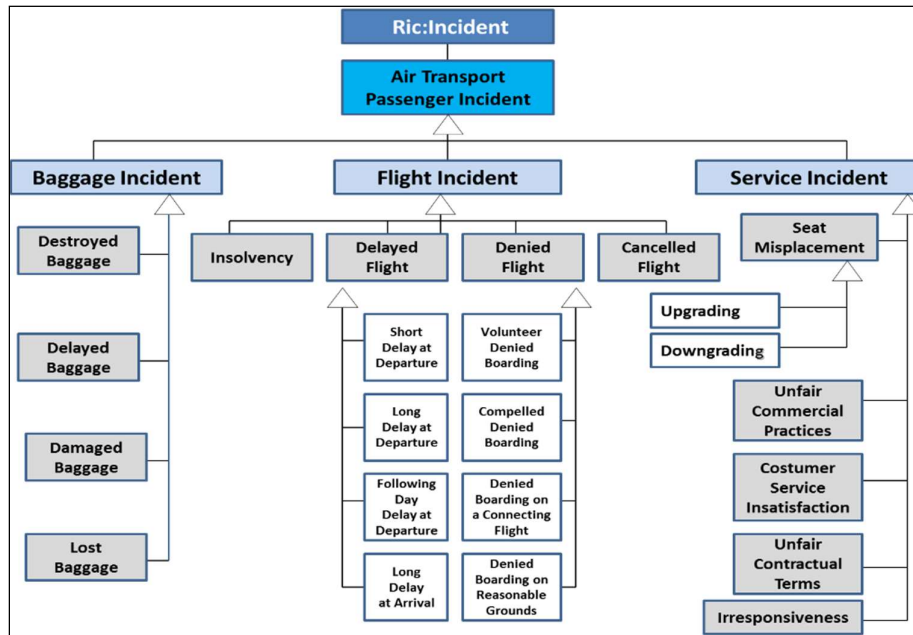 Ric:Incident
Air Transport
Passenger Incident
Baggage Incident
Flight Incident
Service Incident
Destroyed
Baggage
Delayed
Baggage
Damaged
Baggage
Lost
Baggage
Insolvency
Delayed
Flight
Denied
Flight
Cancelled
Flight
Short
Delay at
Departure
Long
Delay at
Departure
Following
Day
Delay at
Departure
Long
Delay
at Arrival
Volunteer
Denied
Boarding
Compelled
Denied
Boarding
Denied
Boarding on
a Connecting
Flight
Denied
Boarding on
Reasonable
Grounds
Seat
Misplacement
Upgrading
Downgrading
Unfair
Commercial
Practices
Costumer
Service
Insatisfaction
Unfair
Contractual
Terms
Irresponsiveness